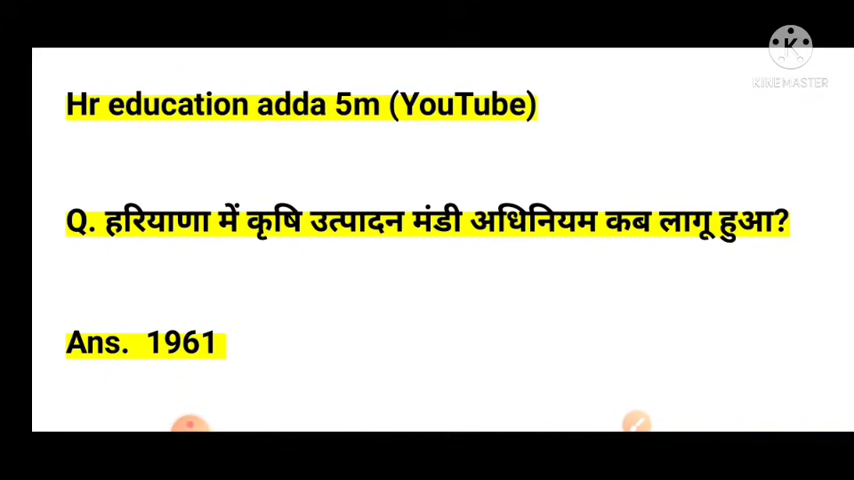 K
KINEMASTER
Hr education adda 5m (YouTube)
Q. हरियाणा में कृषि उत्पादन मंडी अधिनियम कब लागू हुआ?
Ans. 1961